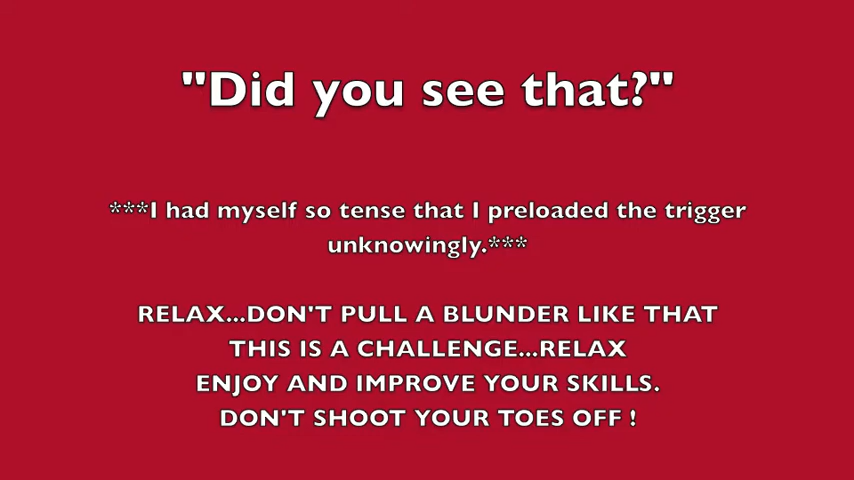 "Did you see that?"
***I had myself so tense that I preloaded the trigger
unknowingly.***
RELAX...DON'T PULL A BLUNDER LIKE THAT
THIS IS A CHALLENGE...RELAX
ENJOY AND IMPROVE YOUR SKILLS.
DON'T SHOOT YOUR TOES OFF !